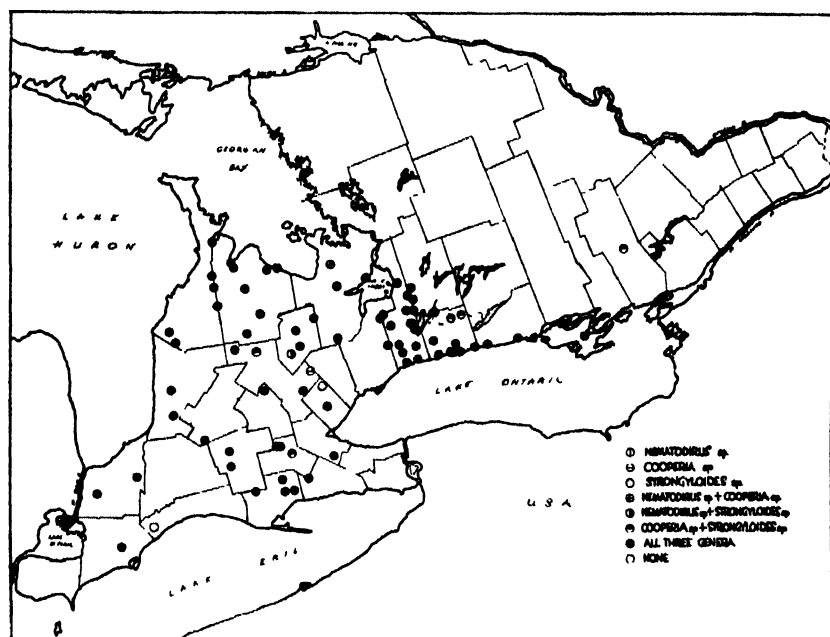 GEORGIAN
BAY
LAKE
HURON
LAKE ONTARIO
LAKE ERIE
USA
NEMATODIRUS sp.
COOPERIA sp.
STRONGYLOIDES sp.
NEMATODIRUS sp + COOPERIA sp.
NEMATODIRUS sp + STRONGYLOIDES sp
COOPERIA sp + STRONGYLOIDES sp
ALL THREE GENERA
NONE